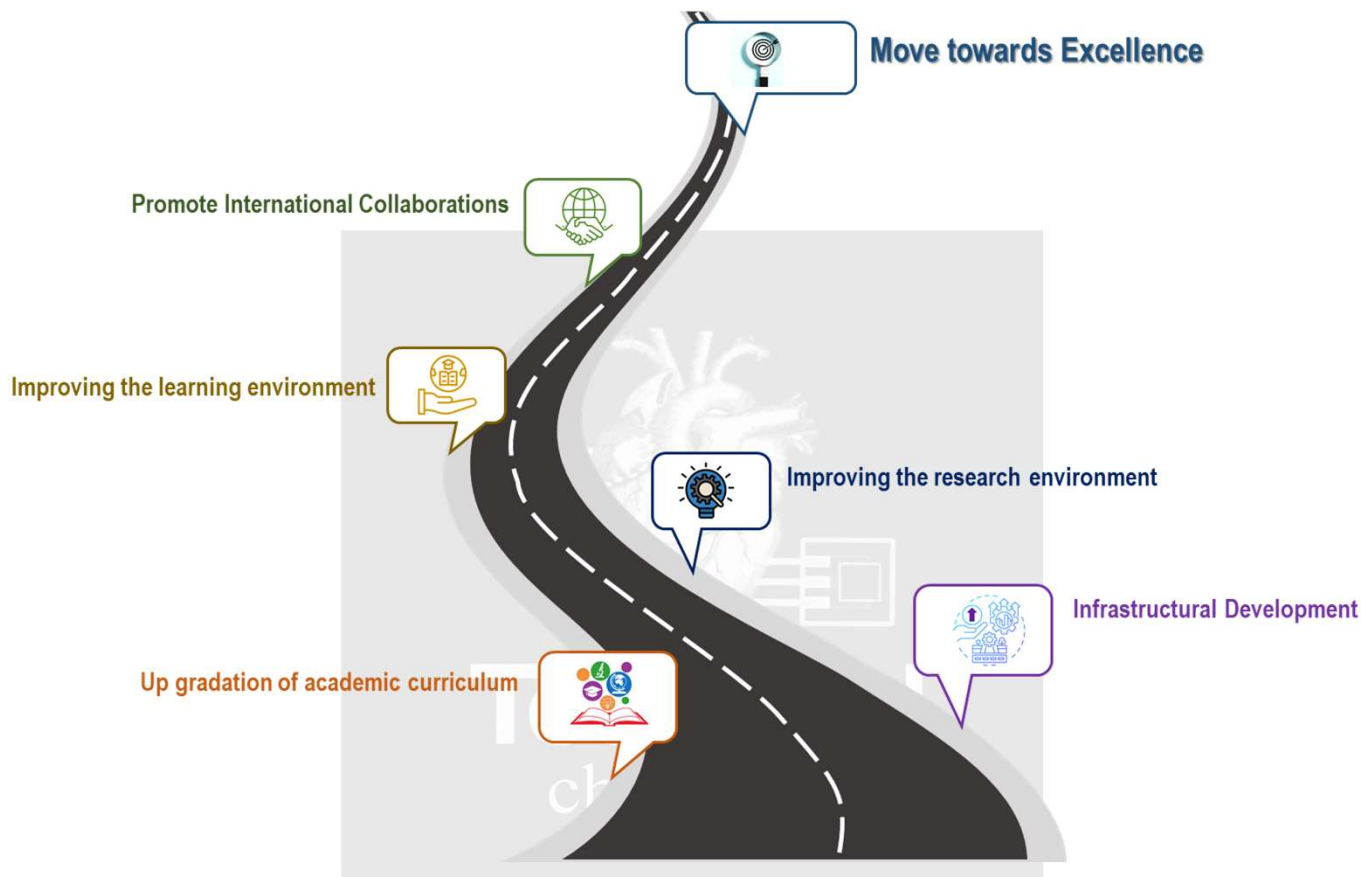 Move towards Excellence
Promote International Collaborations
Improving the learning environment
Improving the research environment
Infrastructural Development
Up gradation of academic curriculum